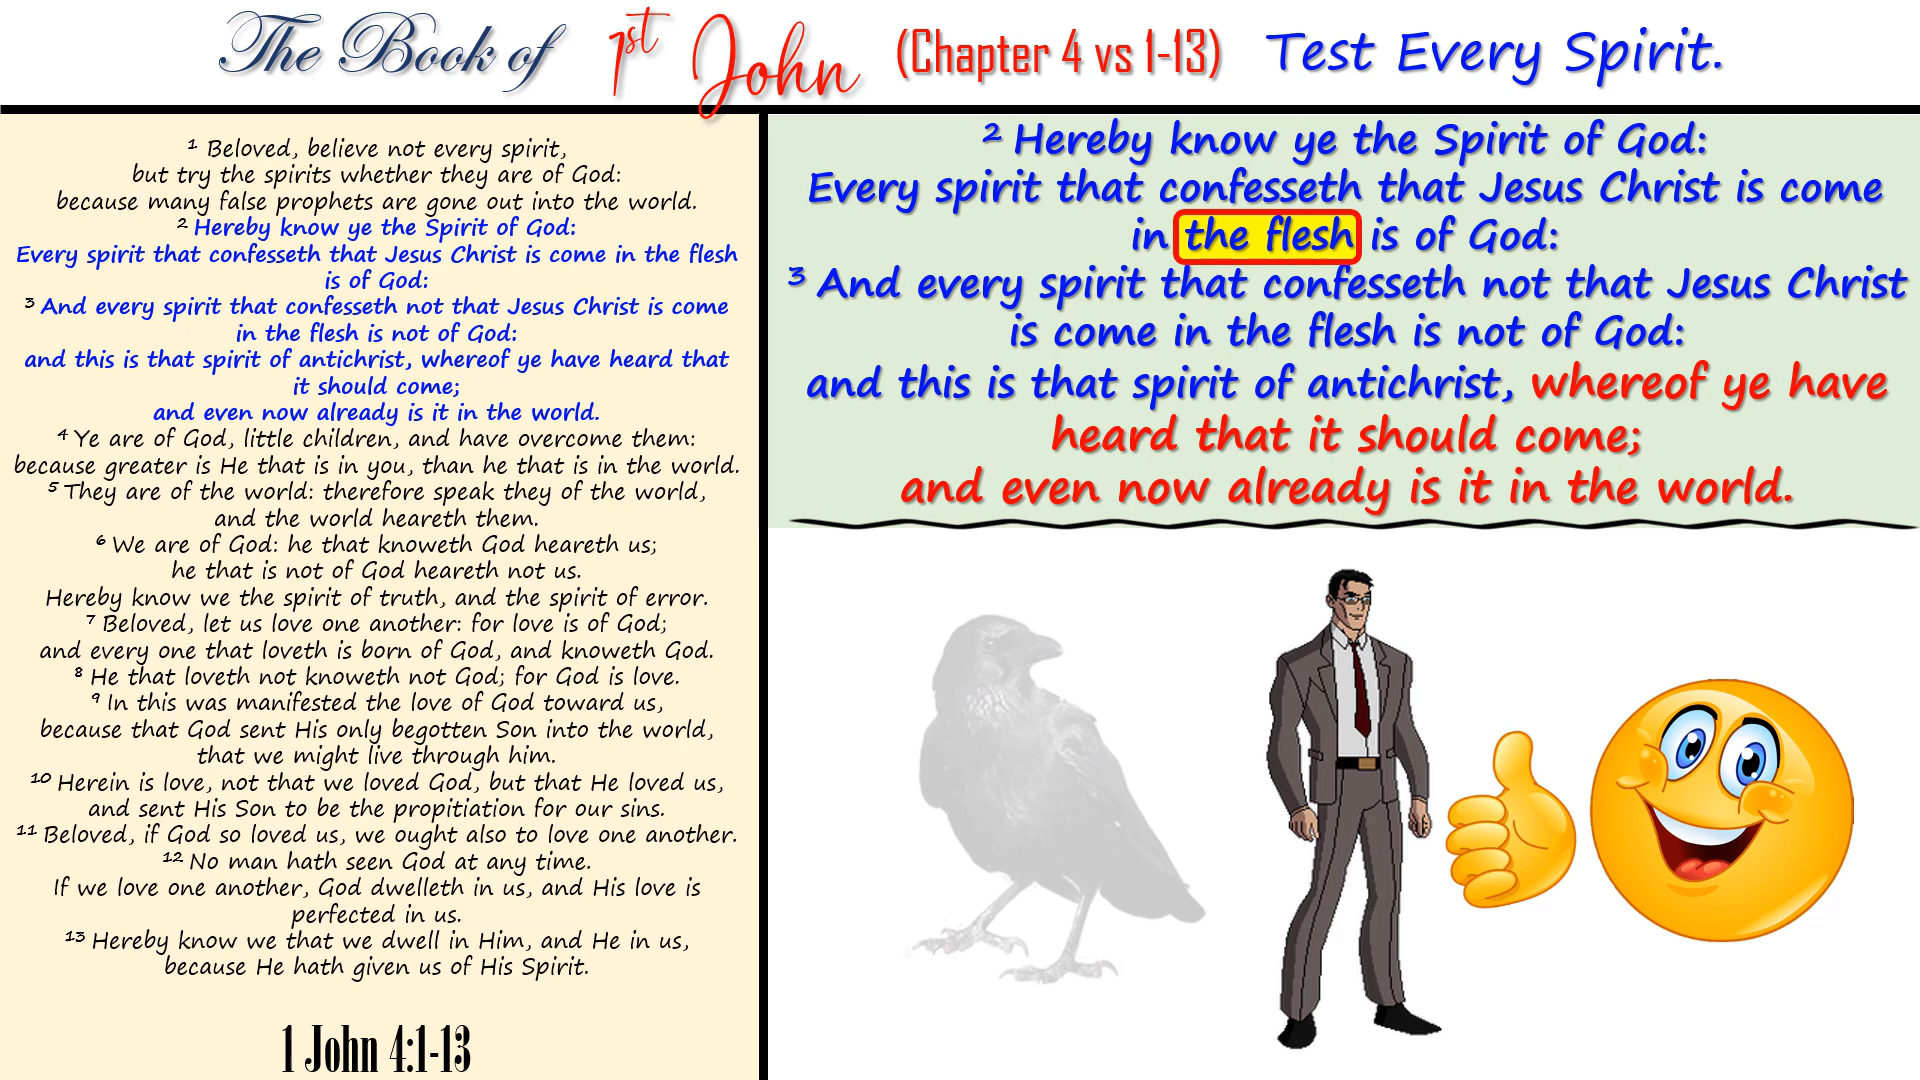 The Book of 1st John (Chapter 4 vs 1-13) Test Every Spirit.
1 Beloved, believe not every spirit,
but try the spirits whether they are of God:
because many false prophets are gone out into the world.
2 Hereby know ye the Spirit of God:
Every spirit that confesseth that Jesus Christ is come in the flesh
is of God:
3 And every spirit that confesseth not that Jesus Christ is come
in the flesh is not of God:
and this is that spirit of antichrist, whereof ye have heard that
it should come;
and even now already is it in the world.
4 Ye are of God, little children, and have overcome them:
because greater is He that is in you, than he that is in the world.
5 They are of the world: therefore speak they of the world,
and the world heareth them.
6 We are of God: he that knoweth God heareth us;
he that is not of God heareth not us.
Hereby know we the spirit of truth, and the spirit of error.
7 Beloved, let us love one another: for love is of God;
and every one that loveth is born of God, and knoweth God.
8 He that loveth not knoweth not God; for God is love.
9 In this was manifested the love of God toward us,
because that God sent His only begotten Son into the world,
that we might live through him.
10 Herein is love, not that we loved God, but that He loved us,
and sent His Son to be the propitiation for our sins.
11 Beloved, if God so loved us, we ought also to love one another.
12 No man hath seen God at any time.
If we love one another, God dwelleth in us, and His love is
perfected in us.
13 Hereby know we that we dwell in Him, and He in us,
because He hath given us of His Spirit.
1 John 4:1-13
2 Hereby know ye the Spirit of God:
Every spirit that confesseth that Jesus Christ is come
in the flesh is of God:
3 And every spirit that confesseth not that Jesus Christ
is come in the flesh is not of God:
and this is that spirit of antichrist, whereof ye have
heard that it should come;
and even now already is it in the world.